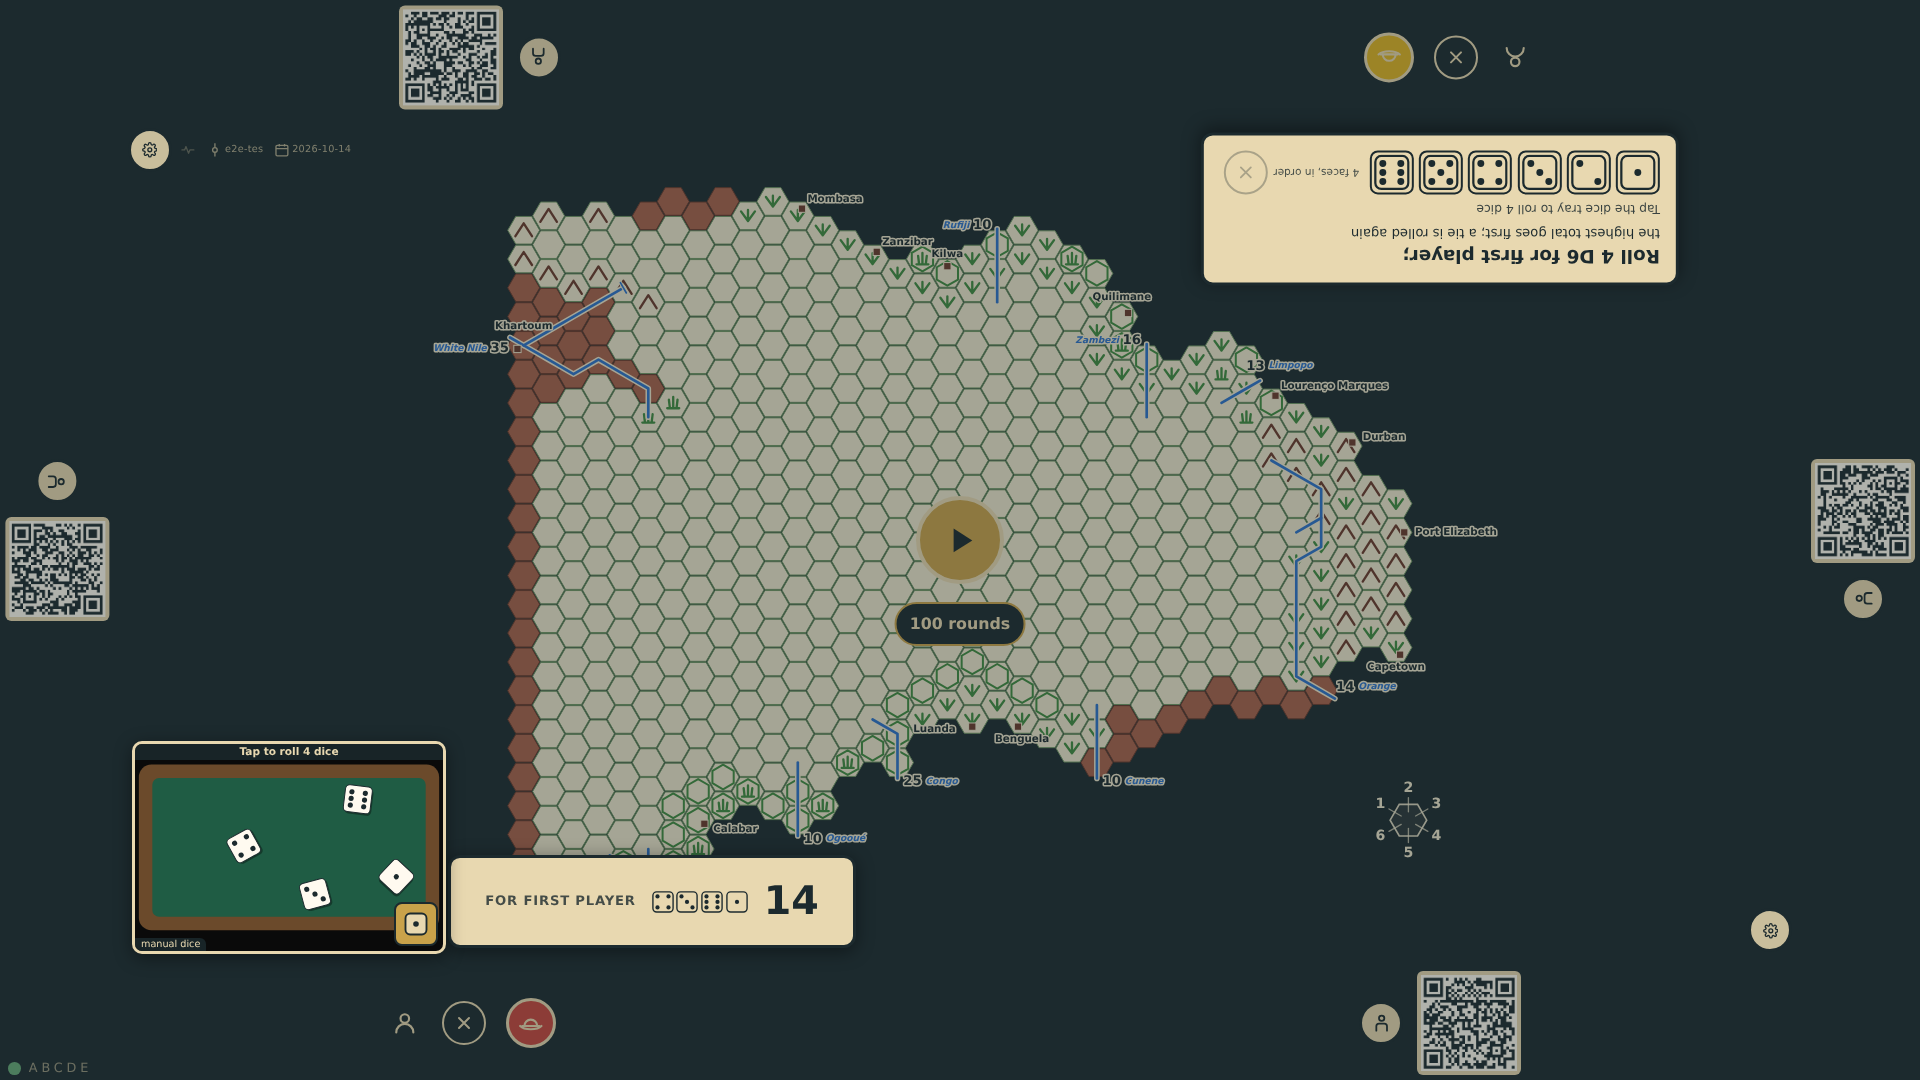 e2e-tes
2026-10-14
Roll 4 D6 for first player;
the highest total goes first; a tie is rolled again
Tap the dice tray to roll 4 dice
4 faces, in order
Mombasa
Rufiji 10
Zanzibar
Kilwa
Quilimane
Khartoum
White Nile 35
Zambezi 16
13 Limpopo
Lourenço Marques
Durban
Port Elizabeth
100 rounds
Capetown
14 Orange
Luanda
Benguela
25 Congo
10 Cunene
Calabar
10 Ogooué
2
1 3
6 4
5
Tap to roll 4 dice
manual dice
FOR FIRST PLAYER 14
ABCDE